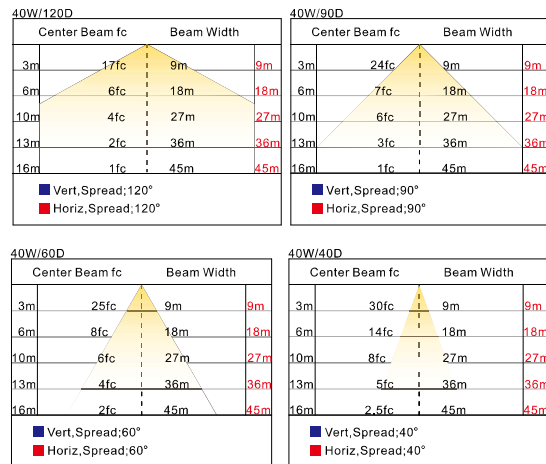 40W/120D
Center Beam fc Beam Width
3m 17fc 9m 9m
6m 6fc 18m 18m
10m 4fc 27m 27m
13m 2fc 36m 36m
16m 1fc 45m 45m
Vert,Spread;120°
Horiz,Spread;120°
40W/90D
Center Beam fc Beam Width
3m 24fc 9m 9m
6m 7fc 18m 18m
10m 6fc 27m 27m
13m 3fc 36m 36m
16m 1fc 45m 45m
Vert,Spread;90°
Horiz,Spread;90°
40W/60D
Center Beam fc Beam Width
3m 25fc 9m 9m
6m 8fc 18m 18m
10m 6fc 27m 27m
13m 4fc 36m 36m
16m 2fc 45m 45m
Vert,Spread;60°
Horiz,Spread;60°
40W/40D
Center Beam fc Beam Width
3m 30fc 9m 9m
6m 14fc 18m 18m
10m 8fc 27m 27m
13m 5fc 36m 36m
16m 2.5fc 45m 45m
Vert,Spread;40°
Horiz,Spread;40°